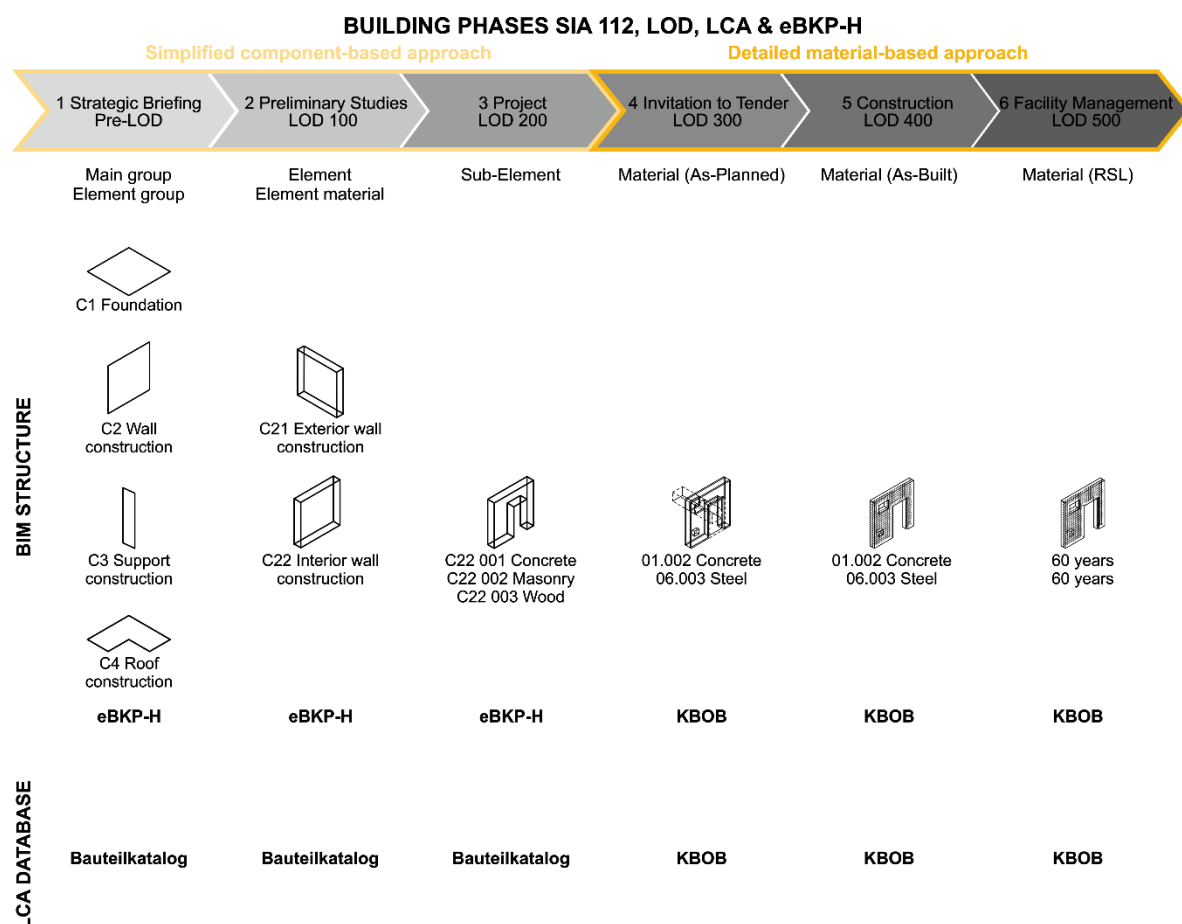 BUILDING PHASES SIA 112, LOD, LCA & eBKP-H
Simplified component-based approach
Detailed material-based approach
1 Strategic Briefing
Pre-LOD
2 Preliminary Studies
LOD 100
3 Project
LOD 200
4 Invitation to Tender
LOD 300
5 Construction
LOD 400
6 Facility Management
LOD 500
Main group
Element group
Element
Element material
Sub-Element
Material (As-Planned)
Material (As-Built)
Material (RSL)
BIM STRUCTURE
C1 Foundation
C2 Wall
construction
C21 Exterior wall
construction
C3 Support
construction
C22 Interior wall
construction
C22 001 Concrete
C22 002 Masonry
C22 003 Wood
01.002 Concrete
06.003 Steel
01.002 Concrete
06.003 Steel
60 years
60 years
C4 Roof
construction
eBKP-H
eBKP-H
eBKP-H
KBOB
KBOB
KBOB
LCA DATABASE
Bauteilkatalog
Bauteilkatalog
Bauteilkatalog
KBOB
KBOB
KBOB